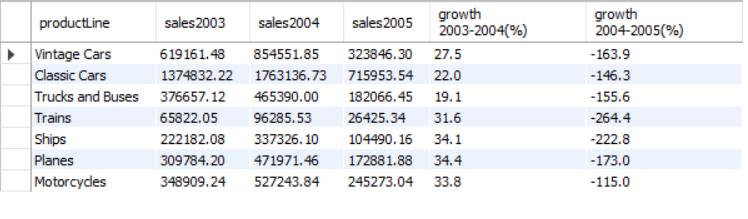 productLine sales2003 sales2004 sales2005 growth 2003-2004(%) growth 2004-2005(%)
Vintage Cars 619161.48 854551.85 323846.30 27.5 -163.9
Classic Cars 1374832.22 1763136.73 715953.54 22.0 -146.3
Trucks and Buses 376657.12 465390.00 182066.45 19.1 -155.6
Trains 65822.05 96285.53 26425.34 31.6 -264.4
Ships 222182.08 337326.10 104490.16 34.1 -222.8
Planes 309784.20 471971.46 172881.88 34.4 -173.0
Motorcycles 348909.24 527243.84 245273.04 33.8 -115.0